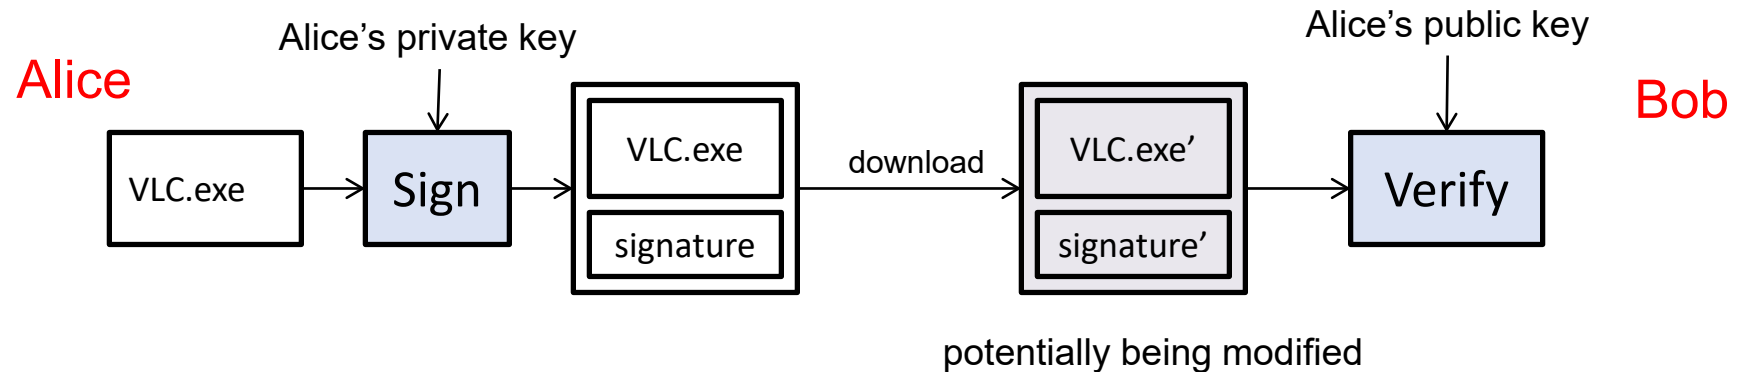 Alice’s private key
Alice’s public key
Alice
Bob
VLC.exe
Sign
VLC.exe
signature
download
VLC.exe’
signature’
Verify
potentially being modified